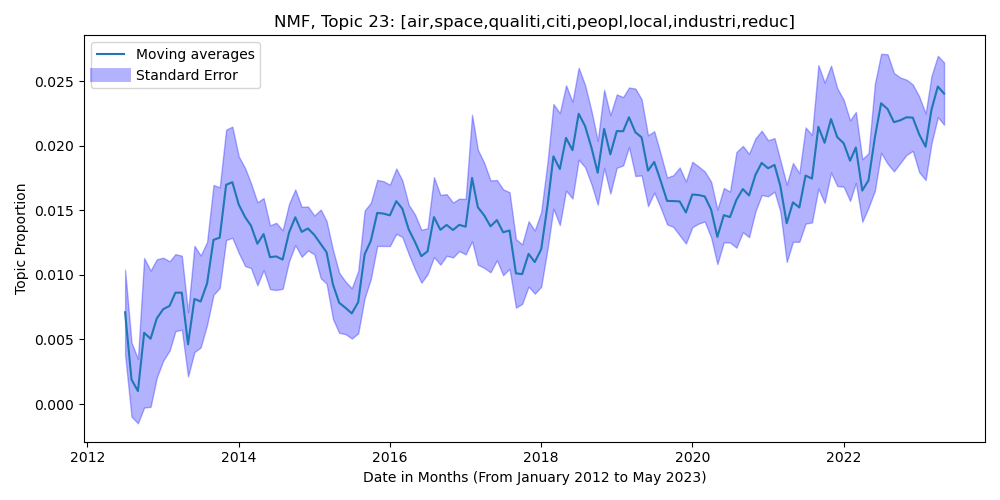 NMF, Topic 23: [air,space,qualiti,citi,peopl,local,industri,reduc]
Moving averages
Standard Error
Topic Proportion
0.025
0.020
0.015
0.010
0.005
0.000
2012 2014 2016 2018 2020 2022
Date in Months (From January 2012 to May 2023)